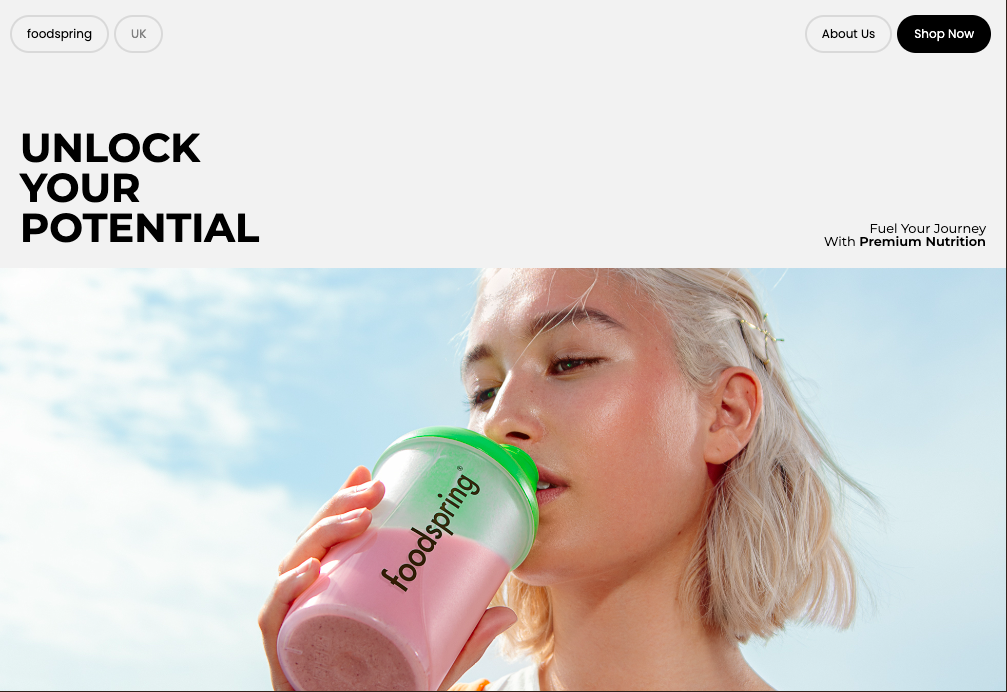 foodspring
UK
About Us
Shop Now
UNLOCK
YOUR
POTENTIAL
Fuel Your Journey
With Premium Nutrition
foodspring®